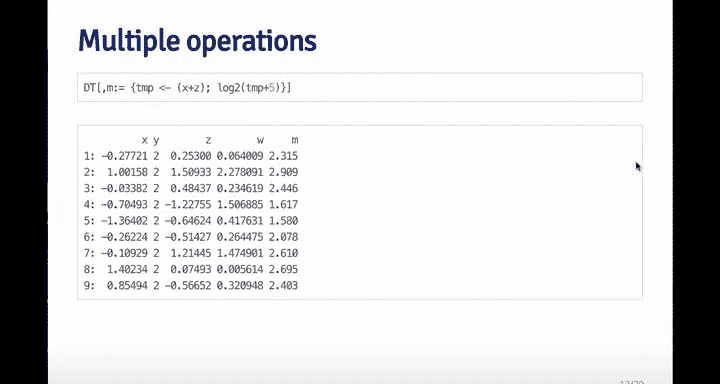 Multiple operations
DT[,m:= {tmp <- (x+z); log2(tmp+5)}]
x y z w m
1: -0.27721 2 0.25300 0.064009 2.315
2: 1.00158 2 1.50933 2.278091 2.909
3: -0.03382 2 0.48437 0.234619 2.446
4: -0.70493 2 -1.22755 1.506885 1.617
5: -1.36402 2 -0.64624 0.417631 1.580
6: -0.26224 2 -0.51427 0.264475 2.078
7: -0.10929 2 1.21445 1.474901 2.610
8: 1.40234 2 0.07493 0.005614 2.695
9: 0.85494 2 -0.56652 0.320948 2.403